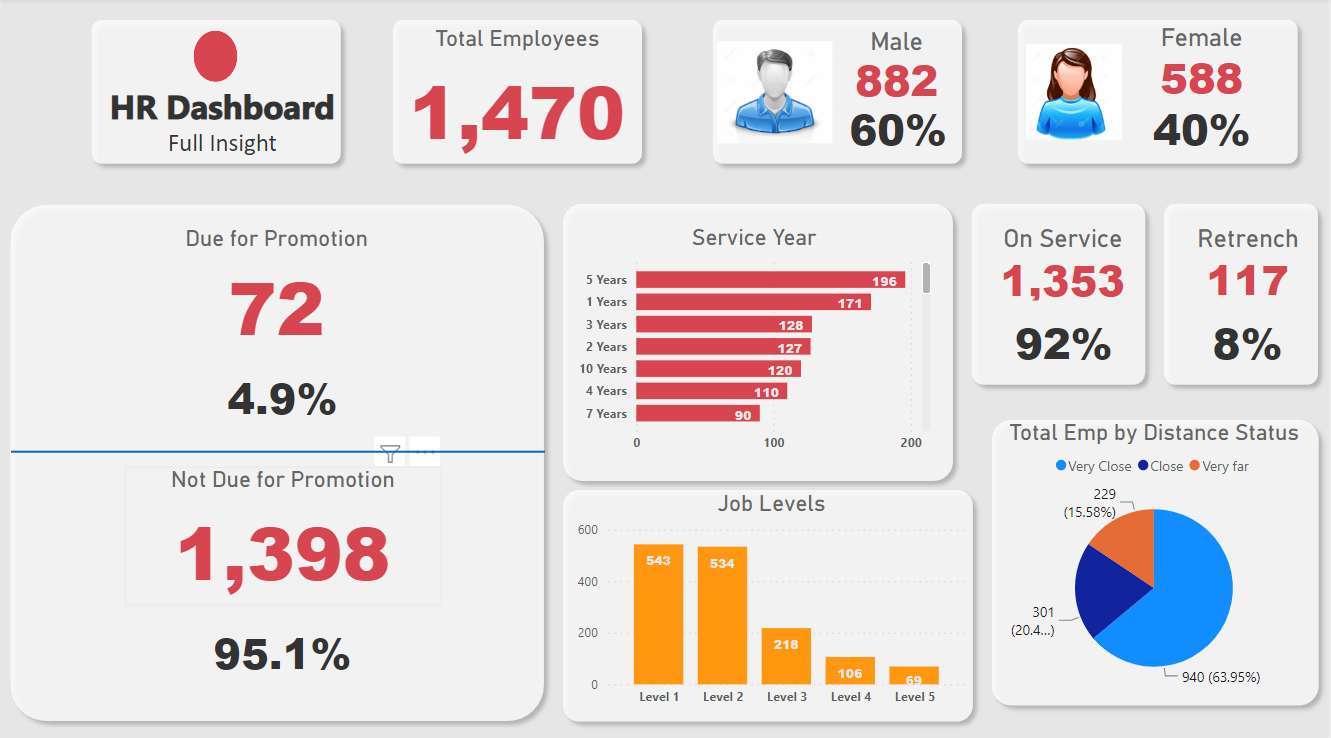 HR Dashboard
Full Insight
Total Employees
1,470
Male
882
60%
Female
588
40%
Due for Promotion
72
4.9%
Not Due for Promotion
1,398
95.1%
Service Year
5 Years 196
1 Years 171
3 Years 128
2 Years 127
10 Years 120
4 Years 110
7 Years 90
0 100 200
On Service
1,353
92%
Retrench
117
8%
Job Levels
600
400
200
0
543 534 218 106 69
Level 1 Level 2 Level 3 Level 4 Level 5
Total Emp by Distance Status
Very Close Close Very far
229
(15.58%)
301
(20.4...)
940 (63.95%)